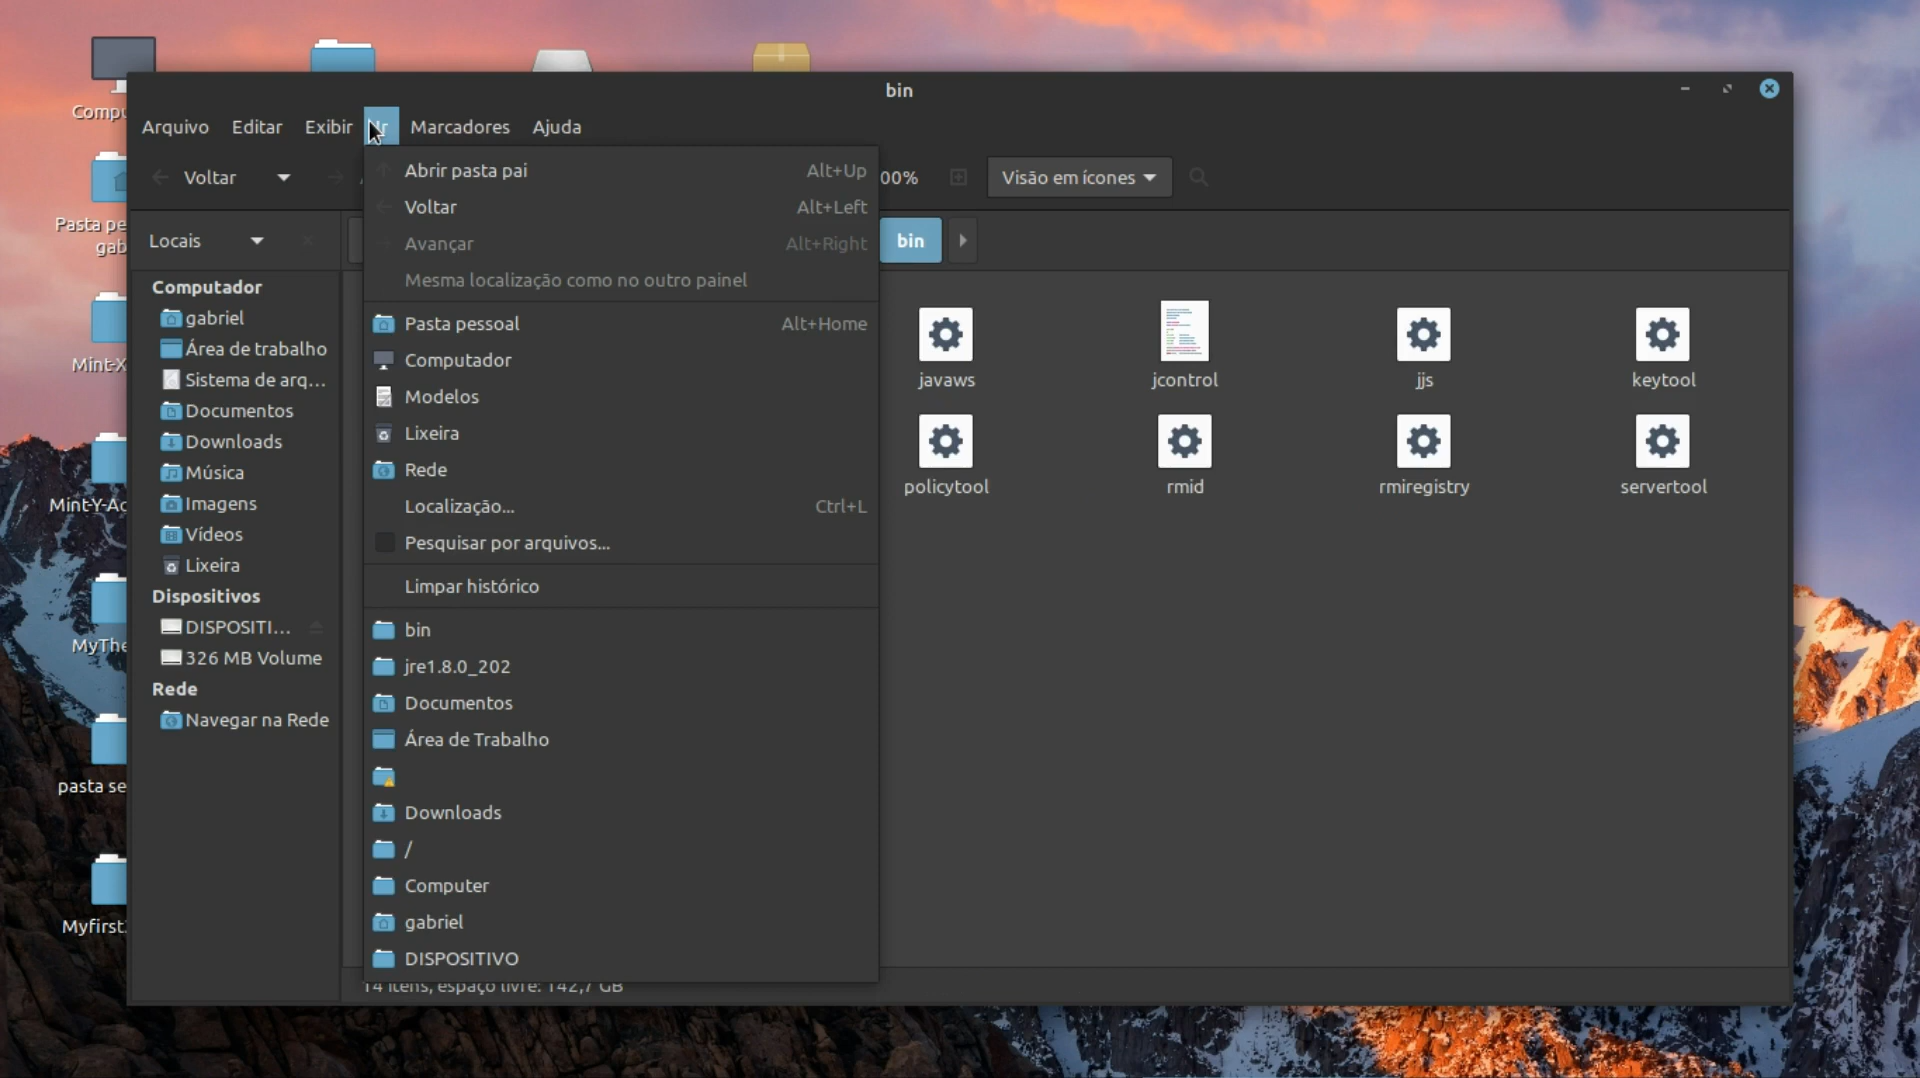 bin
Arquivo Editar Exibir Ir Marcadores Ajuda
Voltar
00%
Visão em ícones
Locais
bin
Computador
gabriel
Área de trabalho
Sistema de arq...
Documentos
Downloads
Música
Imagens
Vídeos
Lixeira
Dispositivos
DISPOSITI...
326 MB Volume
Rede
Navegar na Rede
Abrir pasta pai Alt+Up
Voltar Alt+Left
Avançar Alt+Right
Mesma localização como no outro painel
Pasta pessoal Alt+Home
Computador
Modelos
Lixeira
Rede
Localização... Ctrl+L
Pesquisar por arquivos...
Limpar histórico
bin
jre1.8.0_202
Documentos
Área de Trabalho
Downloads
/
Computer
gabriel
DISPOSITIVO
javaws jcontrol jjs keytool
policytool rmid rmiregistry servertool
14 itens, espaço livre: 142,7 GB
Compu
Pasta pe
gab
Mint-X
Mint-Y-Ac
MyThe
pasta se
Myfirst